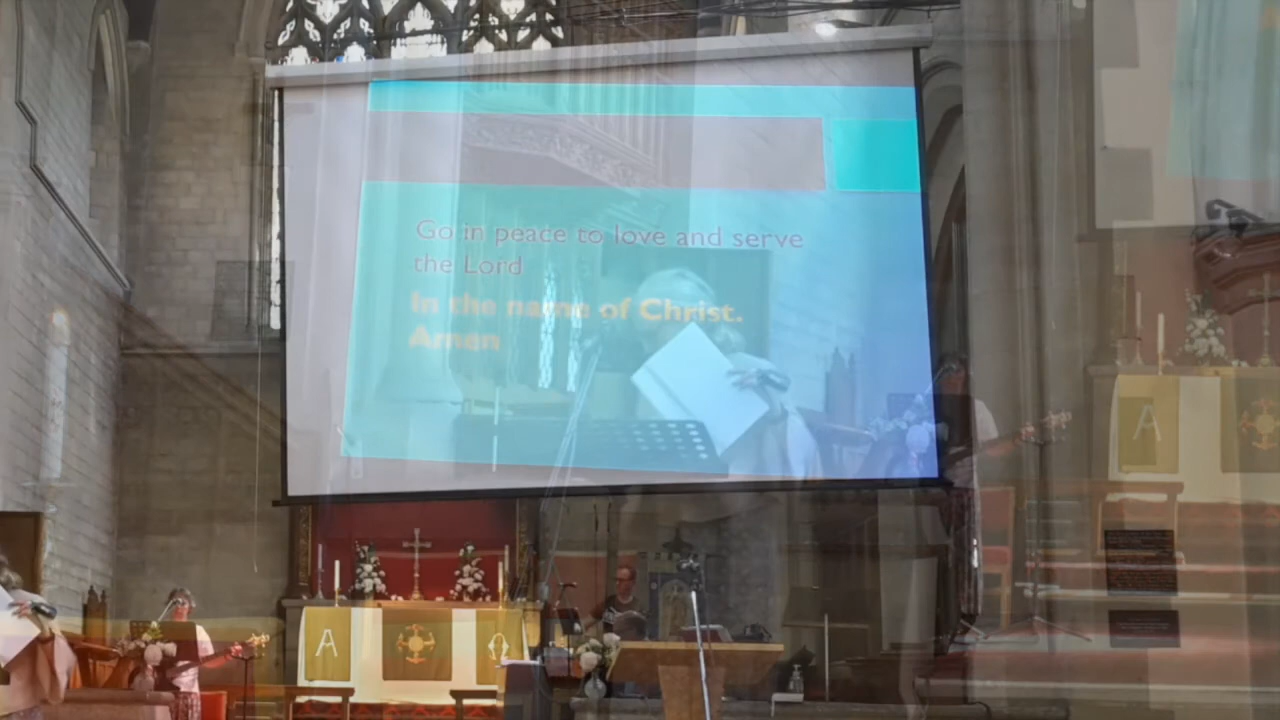 Go in peace to love and serve
the Lord
In the name of Christ.
Amen
A
Ω
A